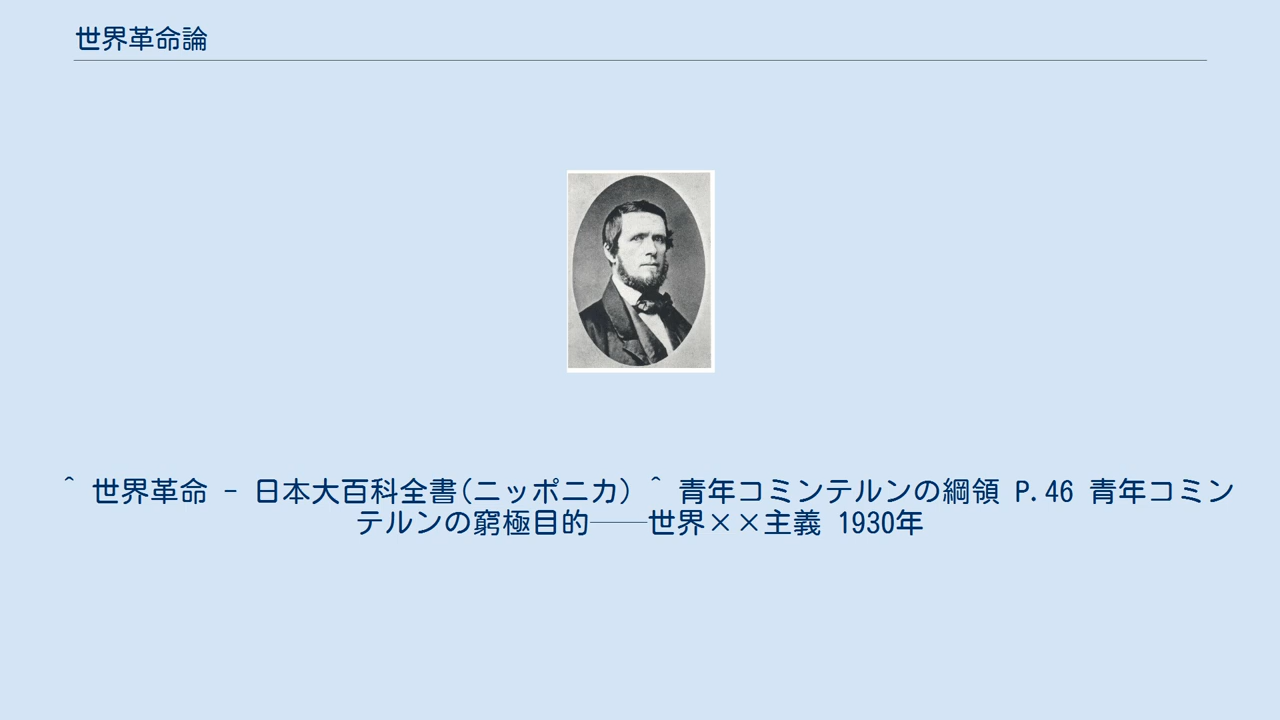 世界革命論
^ 世界革命 - 日本大百科全書(ニッポニカ) ^ 青年コミンテルンの綱領 P.46 青年コミン
テルンの窮極目的──世界××主義 1930年